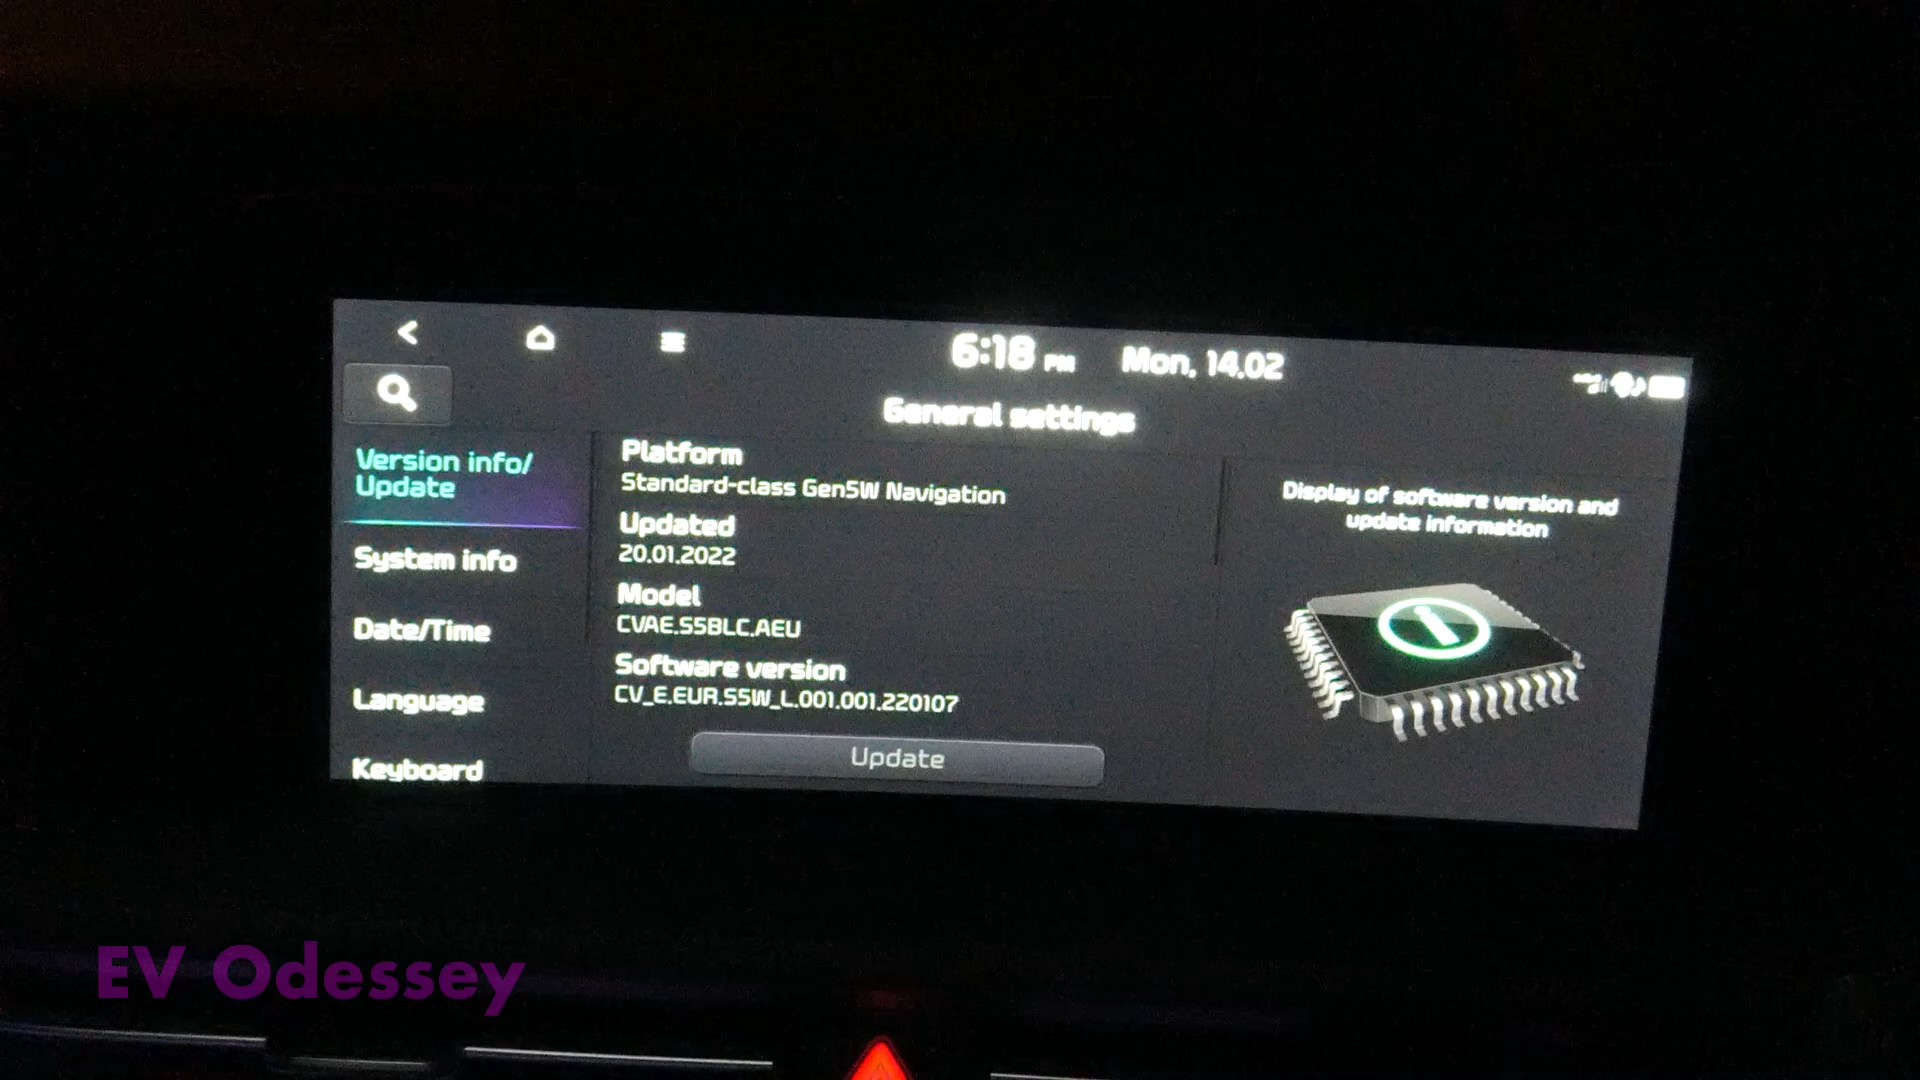 6:18 PM Mon, 14.02
General settings
Version info/
Update
System info
Date/Time
Language
Keyboard
Platform
Standard-class Gen5W Navigation
Updated
20.01.2022
Model
CVAE.S5BLC.AEU
Software version
CV_E.EUR.S5W_L.001.001.220107
Update
Display of software version and
update information
EV Odessey